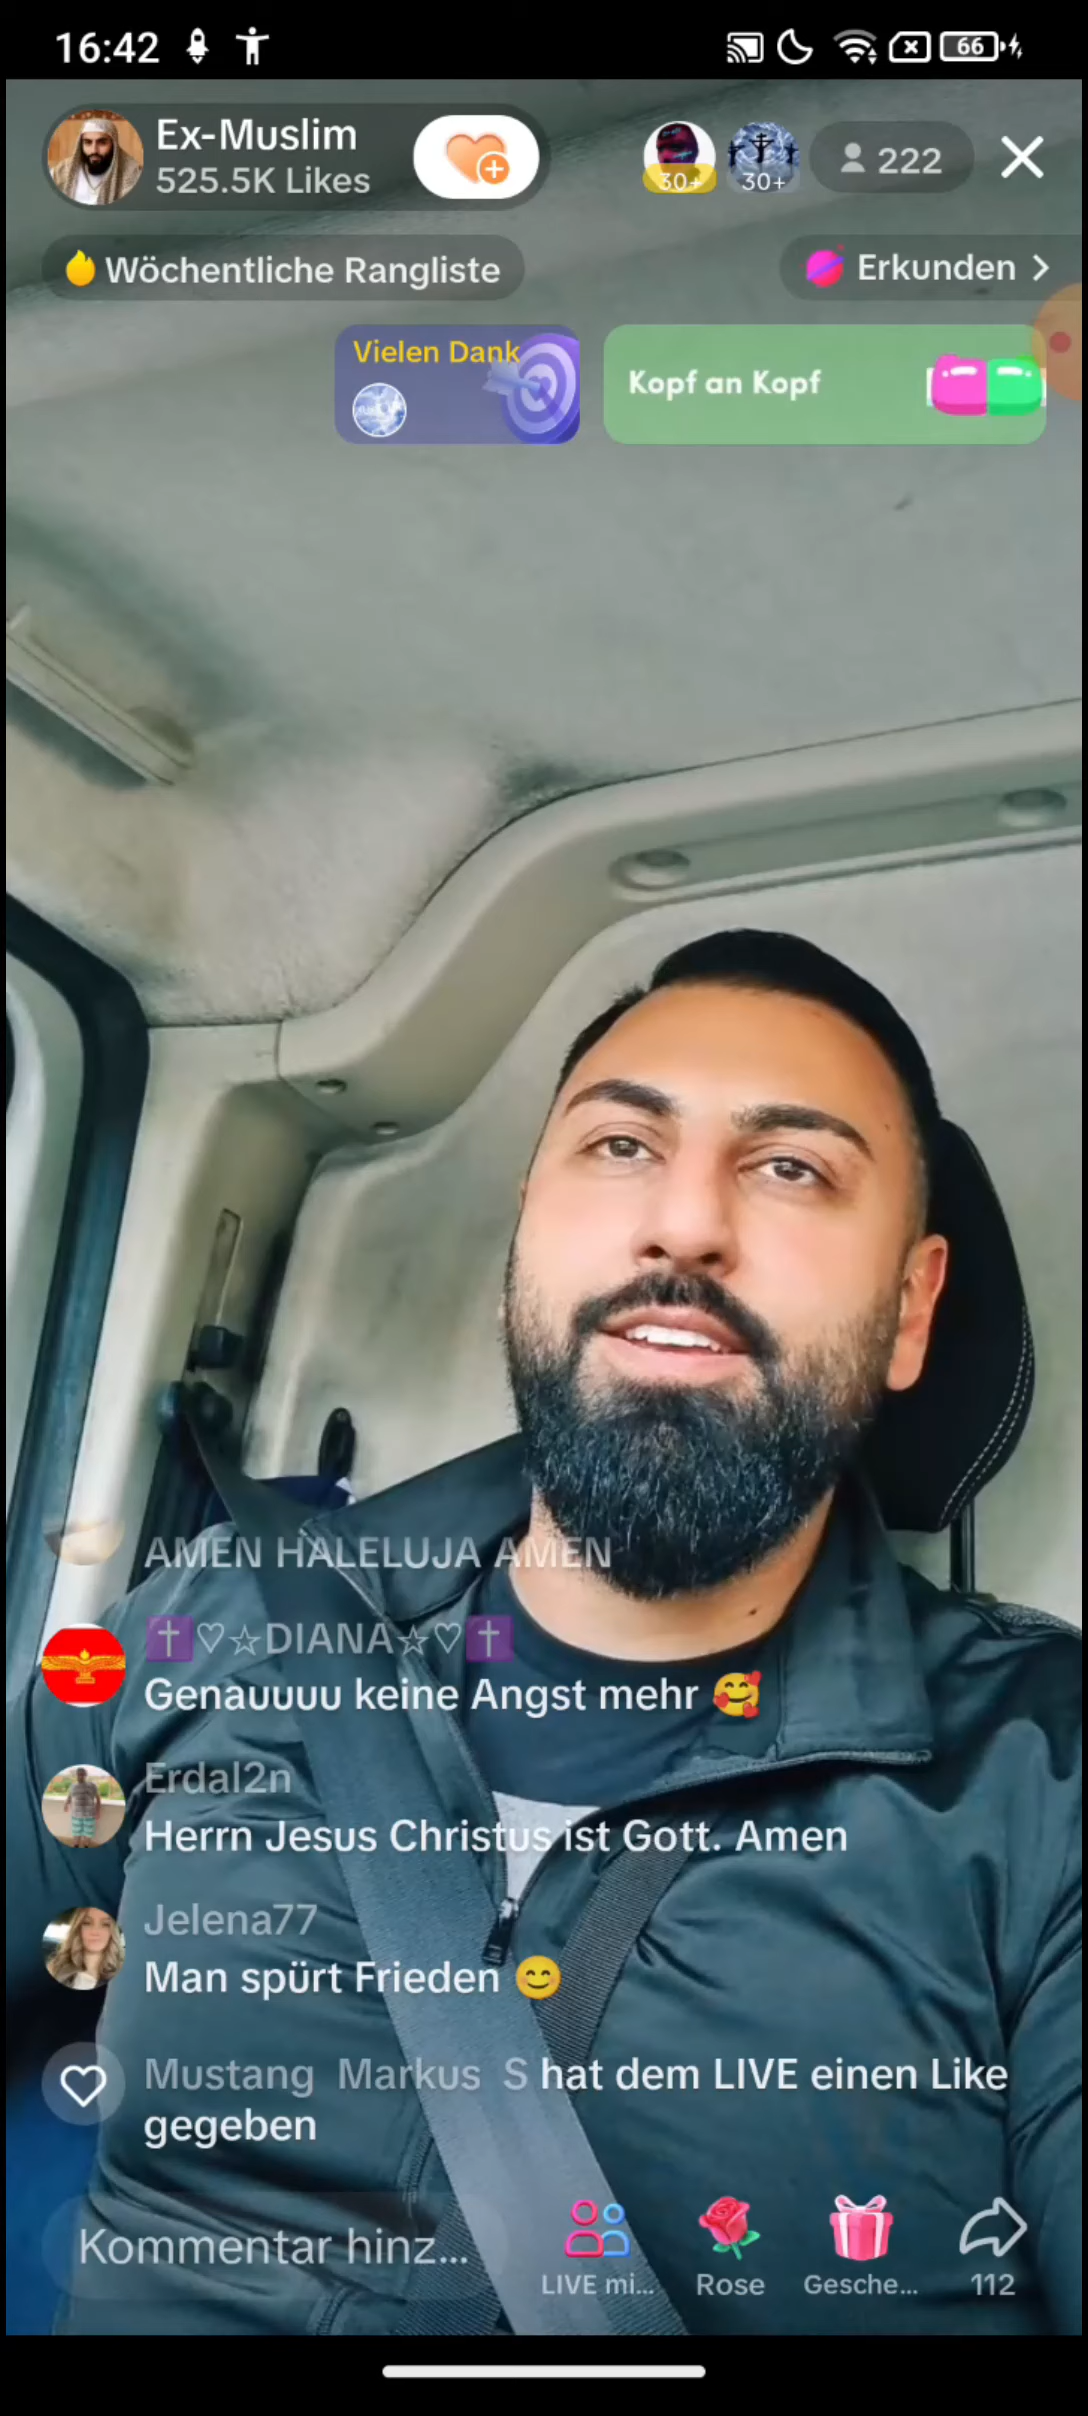 16:42
66
Ex-Muslim
525.5K Likes
30+
30+
222
Wöchentliche Rangliste
Erkunden >
Vielen Dank
Kopf an Kopf
AMEN HALELUJA AMEN
✝️♡☆DIANA☆♡✝️
Genauuuu keine Angst mehr 🥰
Erdal2n
Herrn Jesus Christus ist Gott. Amen
Jelena77
Man spürt Frieden 😊
Mustang Markus S hat dem LIVE einen Like
gegeben
Kommentar hinz...
LIVE mi...
Rose
Gesche...
112